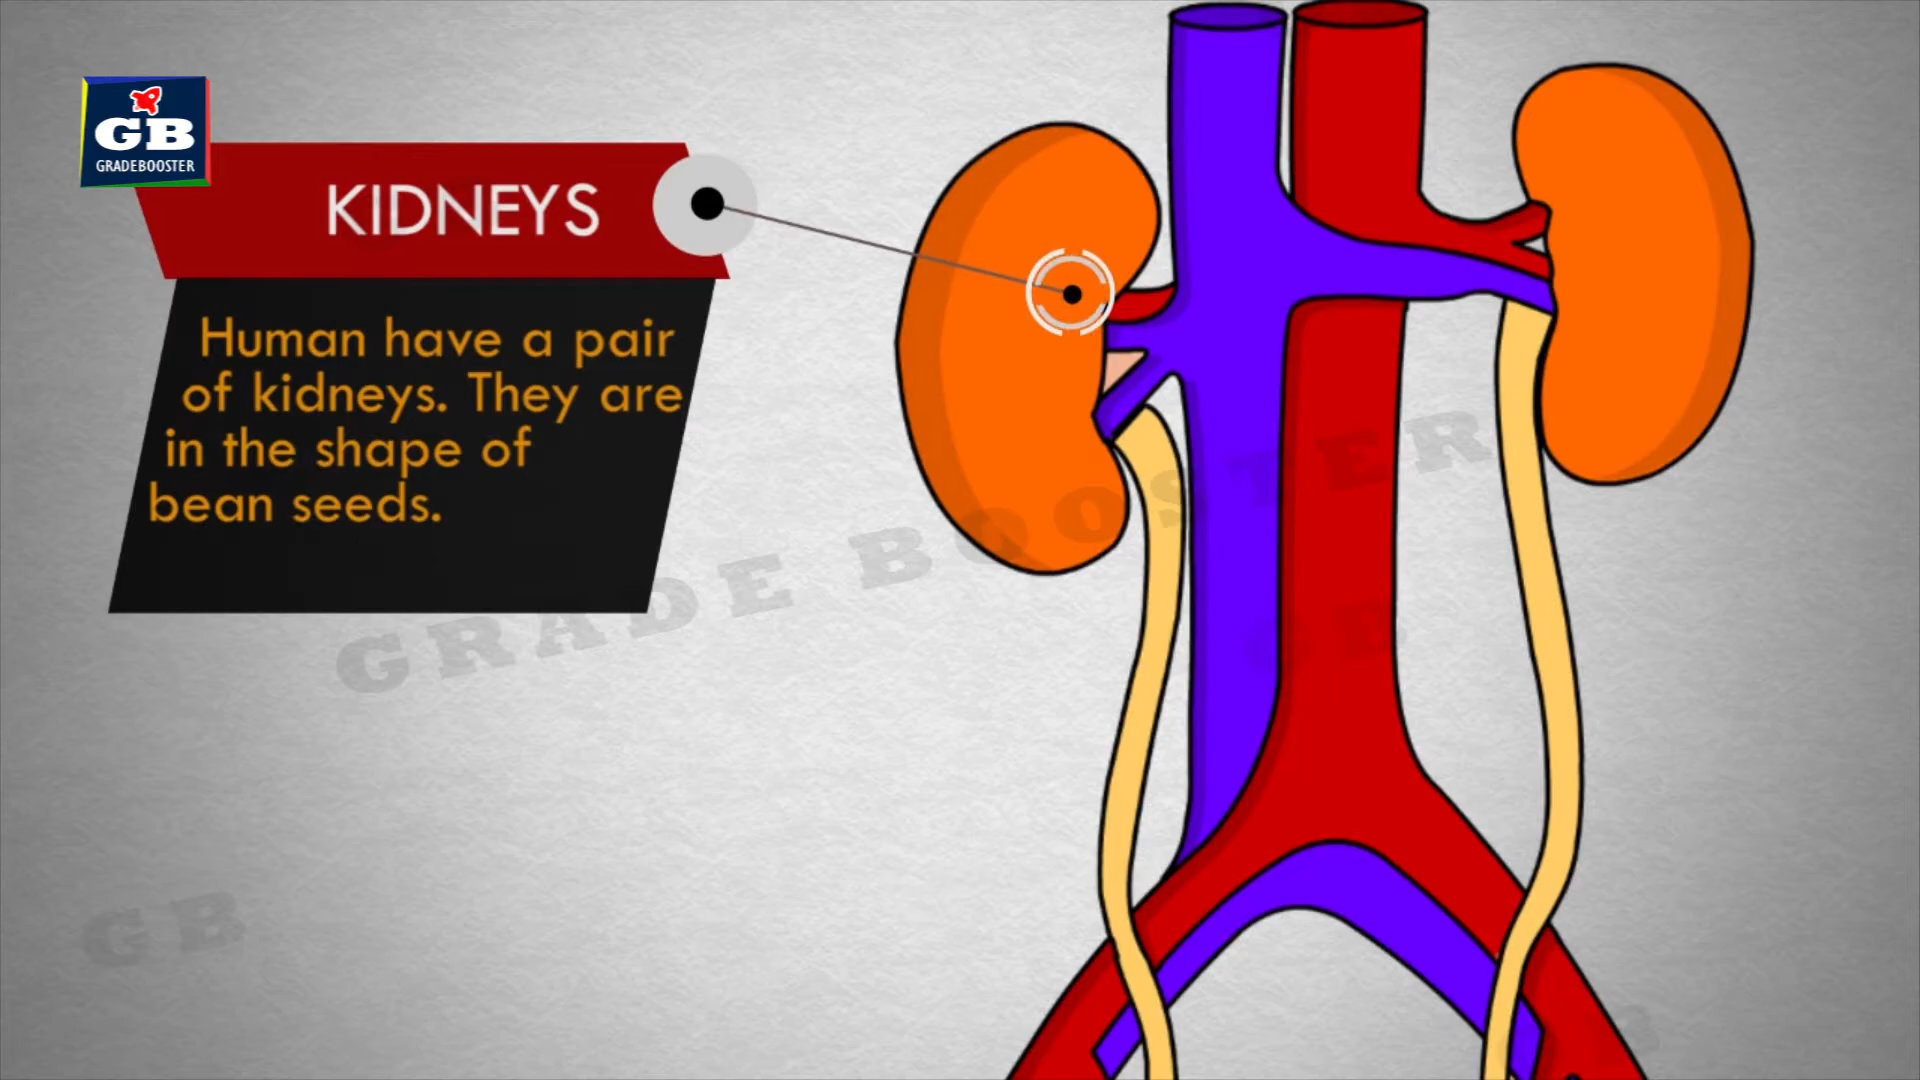 GB
GRADEBOOSTER
KIDNEYS
Human have a pair
of kidneys. They are
in the shape of
bean seeds.
GRADE BOOSTER
GB
GB